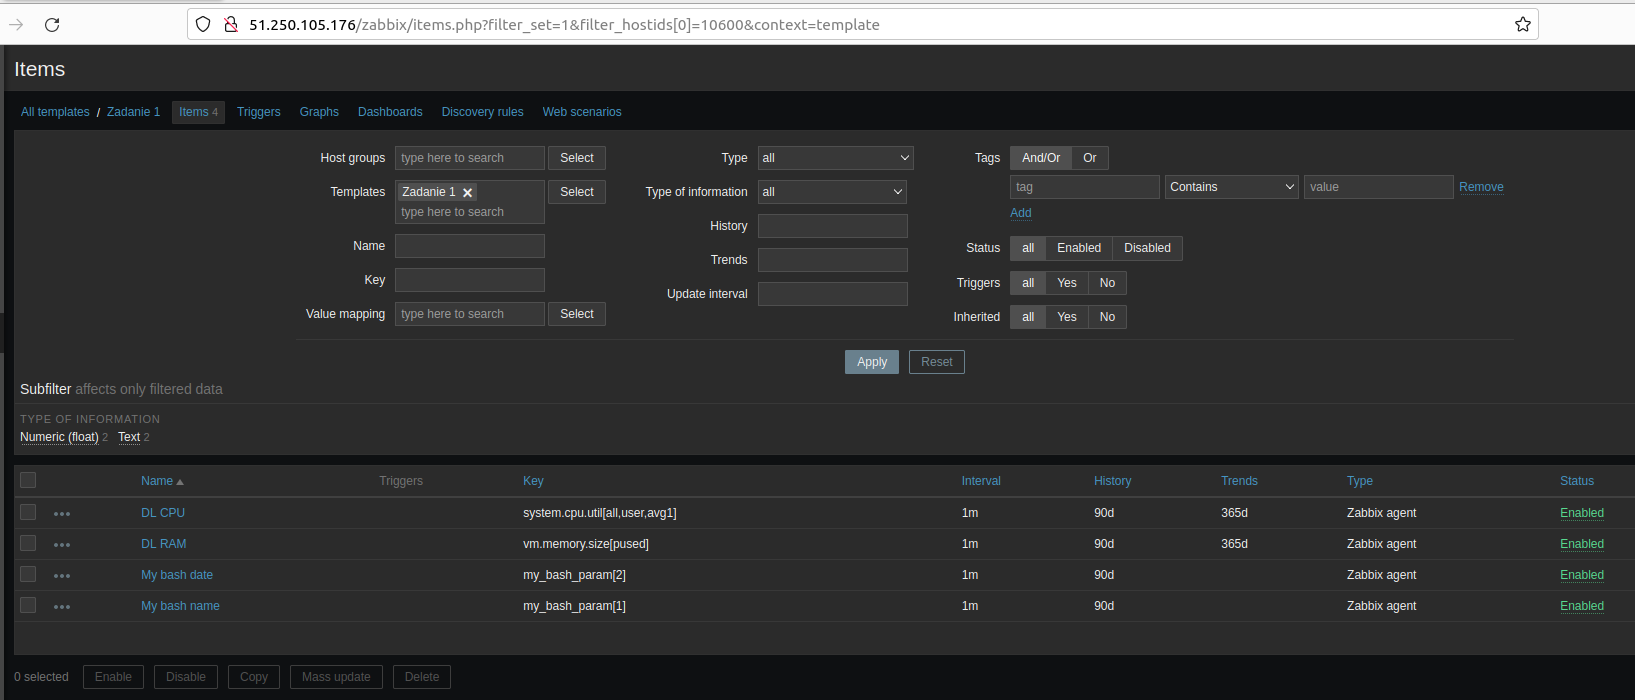 51.250.105.176/zabbix/items.php?filter_set=1&filter_hostids[0]=10600&context=template
Items
All templates / Zadanie 1 Items 4 Triggers Graphs Dashboards Discovery rules Web scenarios
Host groups type here to search Select Type all Tags And/Or Or
Templates Zadanie 1 Select Type of information all tag Contains value Remove
type here to search Add
History
Name Status all Enabled Disabled
Trends
Key Triggers all Yes No
Update interval
Value mapping type here to search Select Inherited all Yes No
Apply Reset
Subfilter affects only filtered data
TYPE OF INFORMATION
Numeric (float) 2 Text 2
Name Triggers Key Interval History Trends Type Status
DL CPU system.cpu.util[all,user,avg1] 1m 90d 365d Zabbix agent Enabled
DL RAM vm.memory.size[pused] 1m 90d 365d Zabbix agent Enabled
My bash date my_bash_param[2] 1m 90d Zabbix agent Enabled
My bash name my_bash_param[1] 1m 90d Zabbix agent Enabled
0 selected Enable Disable Copy Mass update Delete